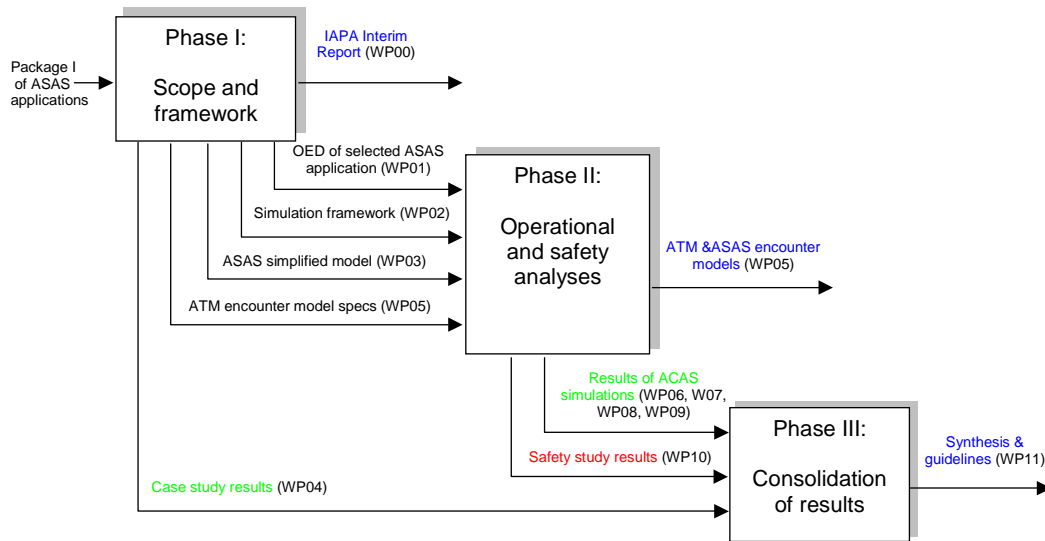 Phase I:
Scope and
framework
IAPA Interim
Report (WP00)
Package I
of ASAS
applications
OED of selected ASAS
application (WP01)
Simulation framework (WP02)
ASAS simplified model (WP03)
ATM encounter model specs (WP05)
Phase II:
Operational
and safety
analyses
ATM &ASAS encounter
models (WP05)
Results of ACAS
simulations (WP06, W07,
WP08, WP09)
Safety study results (WP10)
Case study results (WP04)
Phase III:
Consolidation
of results
Synthesis &
guidelines (WP11)